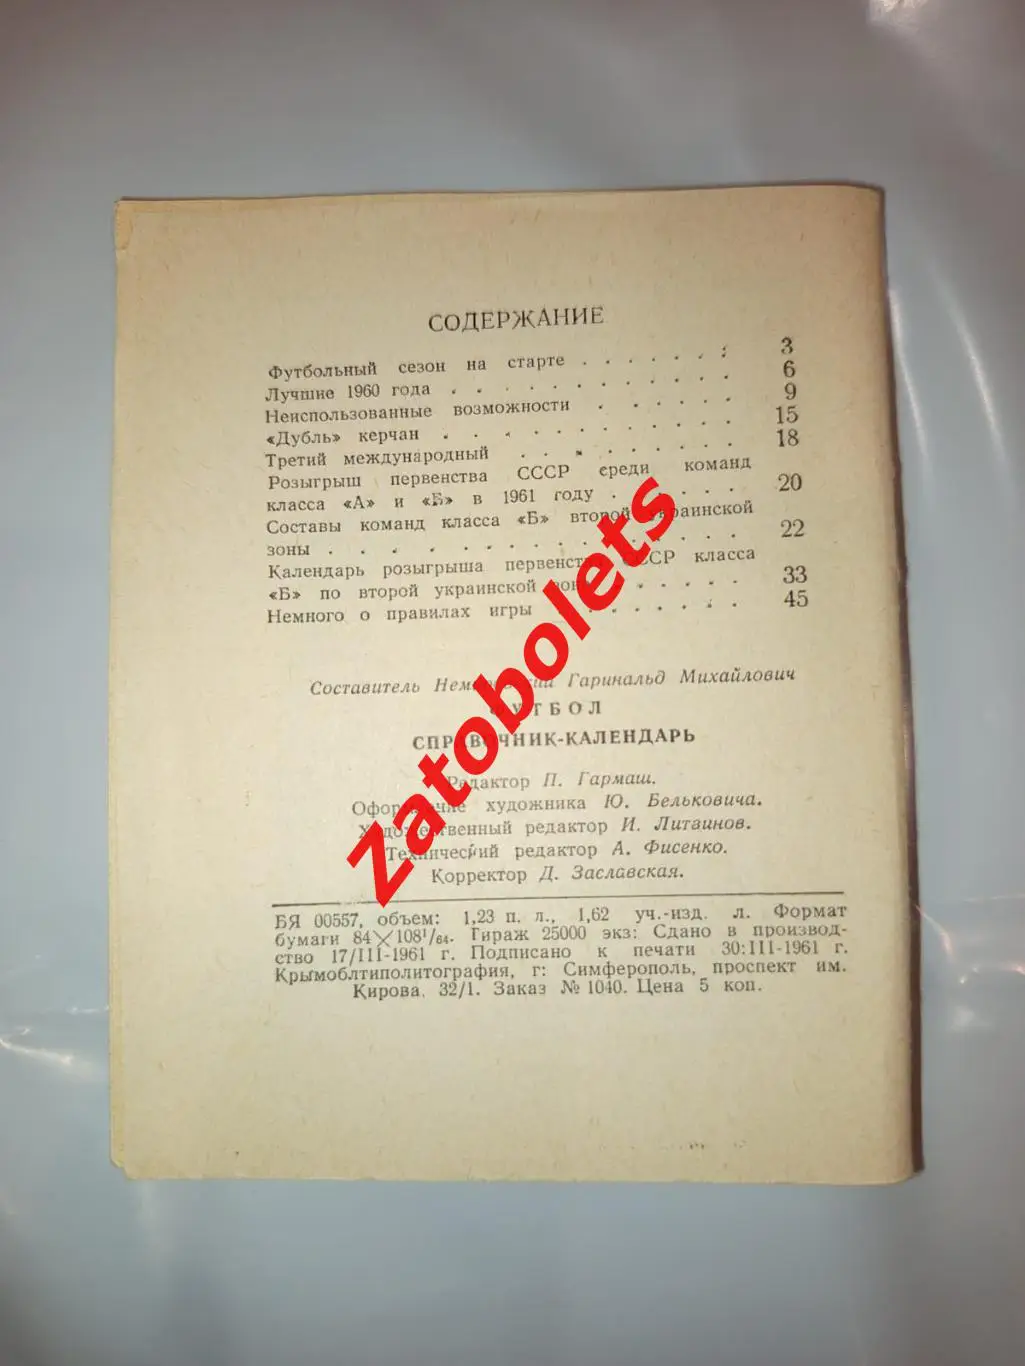 СОДЕРЖАНИЕ
Футбольный сезон на старте . . . . . . . 3
Лучшие 1960 года . . . . . . . . . . . 6
Неиспользованные возможности . . . . . . 9
«Дубль» керчан . . . . . . . . . . . 15
Третий международный . . . . . . . . 18
Розыгрыш первенства СССР среди команд
класса «А» и «Б» в 1961 году . . . . . . 20
Составы команд класса «Б» второй украинской
зоны . . . . . . . . . . . . . . 22
Календарь розыгрыша первенства СССР класса
«Б» по второй украинской зоне . . . . . 33
Немного о правилах игры . . . . . . . 45
Составитель Гаринальд Михайлович
ФУТБОЛ
СПРАВОЧНИК-КАЛЕНДАРЬ
Редактор П. Гармаш.
Оформление художника Ю. Бельковича.
Художественный редактор И. Литвинов.
Технический редактор А. Фисенко.
Корректор Д. Заславская.
БЯ 00557, объем: 1,23 п. л., 1,62 уч.-изд. л. Формат
бумаги 84×108 1/64. Тираж 25000 экз: Сдано в производ-
ство 17/III-1961 г. Подписано к печати 30:III-1961 г.
Крымоблтиполитография, г: Симферополь, проспект им.
Кирова, 32/1. Заказ № 1040. Цена 5 коп.
Zatobolets